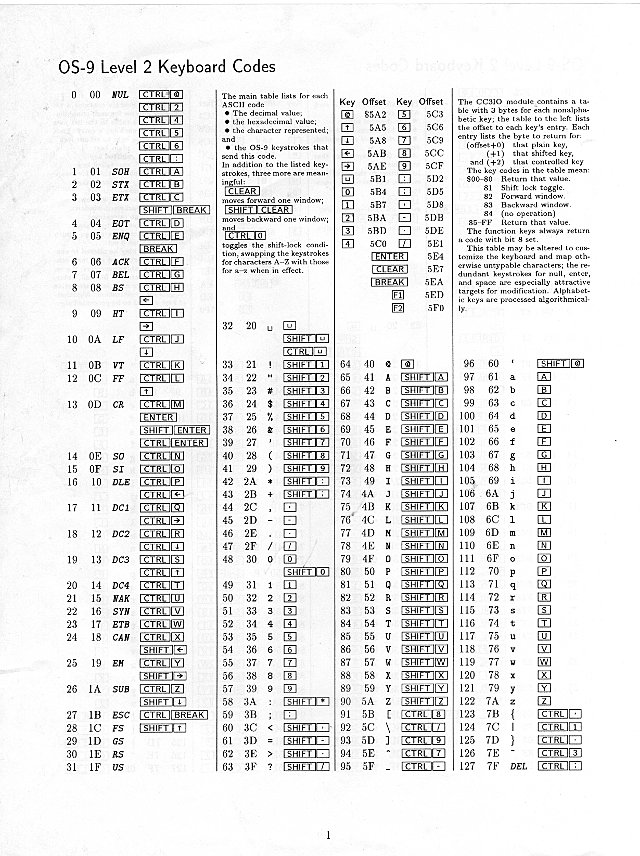 OS-9 Level 2 Keyboard Codes
0 00 NUL CTRL @
CTRL 2
CTRL 4
CTRL 5
CTRL 6
CTRL :
1 01 SOH CTRL A
2 02 STX CTRL B
3 03 ETX CTRL C
SHIFT BREAK
4 04 EOT CTRL D
5 05 ENQ CTRL E
BREAK
6 06 ACK CTRL F
7 07 BEL CTRL G
8 08 BS CTRL H
←
9 09 HT CTRL I
→
10 0A LF CTRL J
↓
11 0B VT CTRL K
12 0C FF CTRL L
↑
13 0D CR CTRL M
ENTER
SHIFT ENTER
CTRL ENTER
14 0E SO CTRL N
15 0F SI CTRL O
16 10 DLE CTRL P
CTRL ←
17 11 DC1 CTRL Q
CTRL →
18 12 DC2 CTRL R
CTRL ↓
19 13 DC3 CTRL S
CTRL ↑
20 14 DC4 CTRL T
21 15 NAK CTRL U
22 16 SYN CTRL V
23 17 ETB CTRL W
24 18 CAN CTRL X
SHIFT ←
25 19 EM CTRL Y
SHIFT →
26 1A SUB CTRL Z
SHIFT ↓
27 1B ESC CTRL BREAK
28 1C FS SHIFT ↑
29 1D GS
30 1E RS
31 1F US
The main table lists for each
ASCII code
• The decimal value;
• the hexadecimal value;
• the character represented;
and
• the OS-9 keystrokes that
send this code.
In addition to the listed key-
strokes, three more are mean-
ingful:
CLEAR
moves forward one window;
SHIFT CLEAR
moves backward one window;
and
CTRL 0
toggles the shift-lock condi-
tion, swapping the keystrokes
for characters A–Z with those
for a–z when in effect.
32 20 ␣ ␣
SHIFT ␣
CTRL ␣
33 21 ! SHIFT 1
34 22 " SHIFT 2
35 23 # SHIFT 3
36 24 $ SHIFT 4
37 25 % SHIFT 5
38 26 & SHIFT 6
39 27 ' SHIFT 7
40 28 ( SHIFT 8
41 29 ) SHIFT 9
42 2A * SHIFT :
43 2B + SHIFT ;
44 2C , ,
45 2D - -
46 2E . .
47 2F / /
48 30 0 0
SHIFT 0
49 31 1 1
50 32 2 2
51 33 3 3
52 34 4 4
53 35 5 5
54 36 6 6
55 37 7 7
56 38 8 8
57 39 9 9
58 3A : SHIFT *
59 3B ; ;
60 3C < SHIFT ,
61 3D = SHIFT -
62 3E > SHIFT .
63 3F ? SHIFT /
Key Offset Key Offset
@ $5A2 5 5C3
↑ 5A5 6 5C6
↓ 5A8 7 5C9
← 5AB 8 5CC
→ 5AE 9 5CF
␣ 5B1 : 5D2
0 5B4 ; 5D5
1 5B7 , 5D8
2 5BA - 5DB
3 5BD . 5DE
4 5C0 / 5E1
ENTER 5E4
CLEAR 5E7
BREAK 5EA
F1 5ED
F2 5F0
64 40 @ @
65 41 A SHIFT A
66 42 B SHIFT B
67 43 C SHIFT C
68 44 D SHIFT D
69 45 E SHIFT E
70 46 F SHIFT F
71 47 G SHIFT G
72 48 H SHIFT H
73 49 I SHIFT I
74 4A J SHIFT J
75 4B K SHIFT K
76 4C L SHIFT L
77 4D M SHIFT M
78 4E N SHIFT N
79 4F O SHIFT O
80 50 P SHIFT P
81 51 Q SHIFT Q
82 52 R SHIFT R
83 53 S SHIFT S
84 54 T SHIFT T
85 55 U SHIFT U
86 56 V SHIFT V
87 57 W SHIFT W
88 58 X SHIFT X
89 59 Y SHIFT Y
90 5A Z SHIFT Z
91 5B [ CTRL 8
92 5C \ CTRL /
93 5D ] CTRL 9
94 5E ^ CTRL 7
95 5F _ CTRL -
The CC3IO module contains a ta-
ble with 3 bytes for each nonalpha-
betic key; the table to the left lists
the offset to each key's entry. Each
entry lists the byte to return for:
(offset+0) that plain key,
(+1) that shifted key,
and (+2) that controlled key
The key codes in the table mean:
$00–80 Return that value.
81 Shift lock toggle.
82 Forward window.
83 Backward window.
84 (no operation)
85–FF Return that value.
The function keys always return
a code with bit 8 set.
This table may be altered to cus-
tomize the keyboard and map oth-
erwise untypable characters; the re-
dundant keystrokes for null, enter,
and space are especially attractive
targets for modification. Alphabet-
ic keys are processed algorithmical-
ly.
96 60 ` SHIFT @
97 61 a A
98 62 b B
99 63 c C
100 64 d D
101 65 e E
102 66 f F
103 67 g G
104 68 h H
105 69 i I
106 6A j J
107 6B k K
108 6C l L
109 6D m M
110 6E n N
111 6F o O
112 70 p P
113 71 q Q
114 72 r R
115 73 s S
116 74 t T
117 75 u U
118 76 v V
119 77 w W
120 78 x X
121 79 y Y
122 7A z Z
123 7B { CTRL ,
124 7C | CTRL 1
125 7D } CTRL .
126 7E ~ CTRL 3
127 7F DEL CTRL :
1